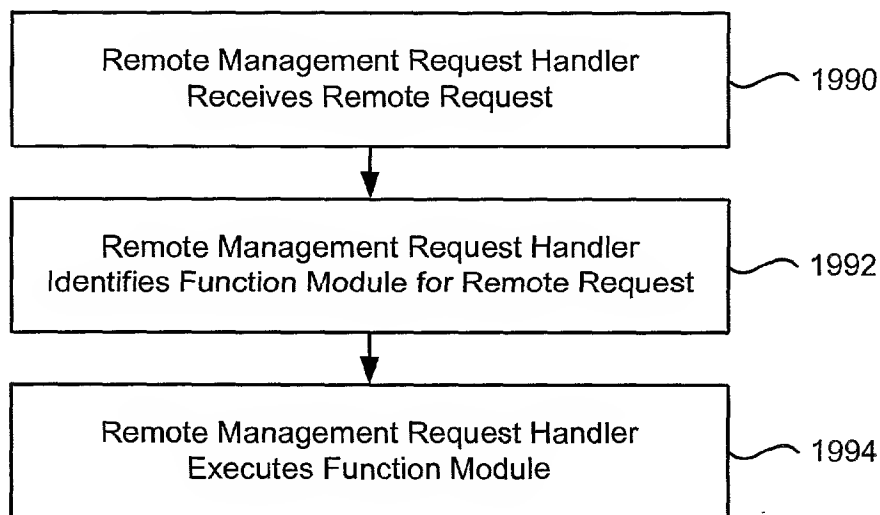 Remote Management Request Handler
Receives Remote Request
1990
Remote Management Request Handler
Identifies Function Module for Remote Request
1992
Remote Management Request Handler
Executes Function Module
1994